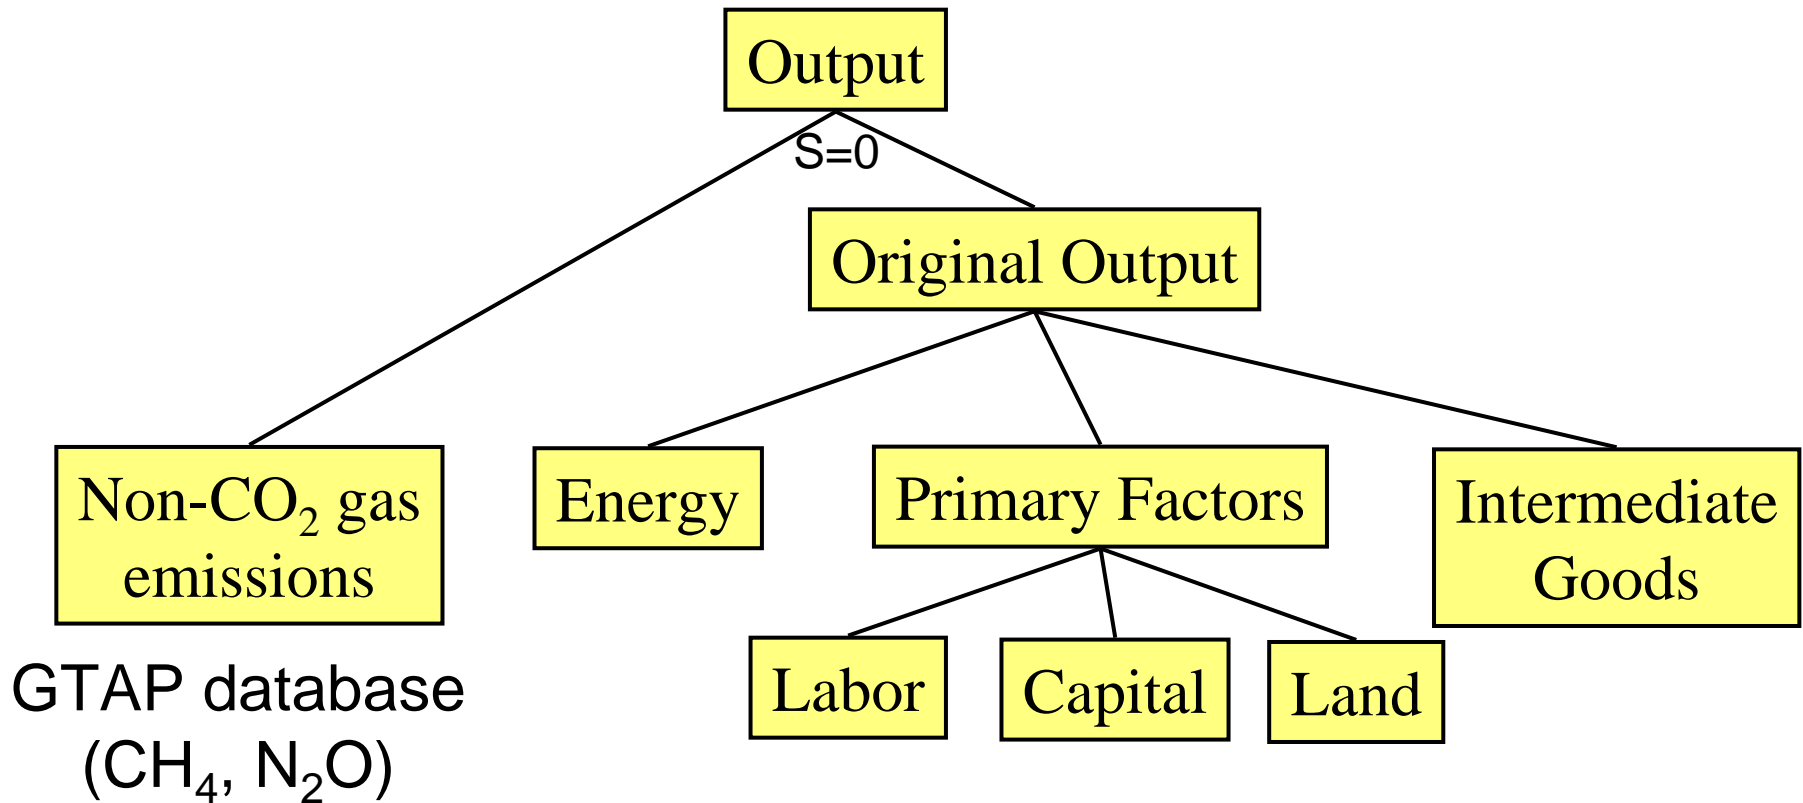 Output
S=0
Original Output
Non-CO₂ gas
emissions
Energy
Primary Factors
Intermediate
Goods
Labor
Capital
Land
GTAP database
(CH₄, N₂O)